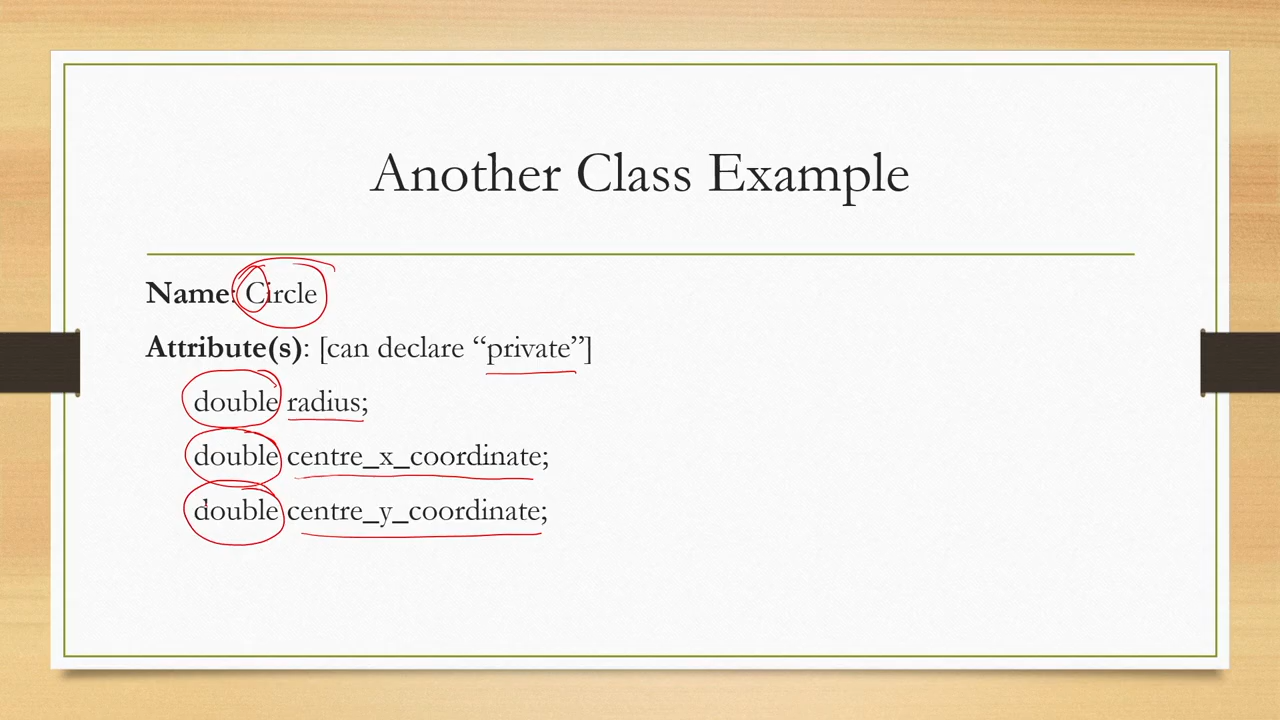 Another Class Example
Name: Circle
Attribute(s): [can declare “private”]
double radius;
double centre_x_coordinate;
double centre_y_coordinate;